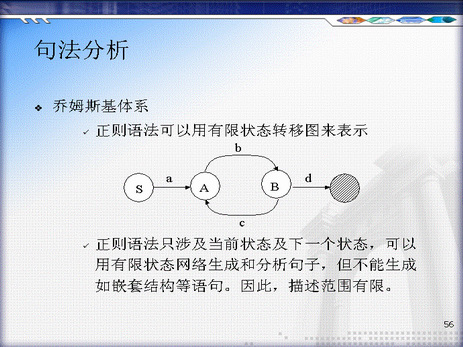 句法分析
乔姆斯基体系
正则语法可以用有限状态转移图来表示
b
S a A B d
c
正则语法只涉及当前状态及下一个状态，可以
用有限状态网络生成和分析句子，但不能生成
如嵌套结构等语句。因此，描述范围有限。
56